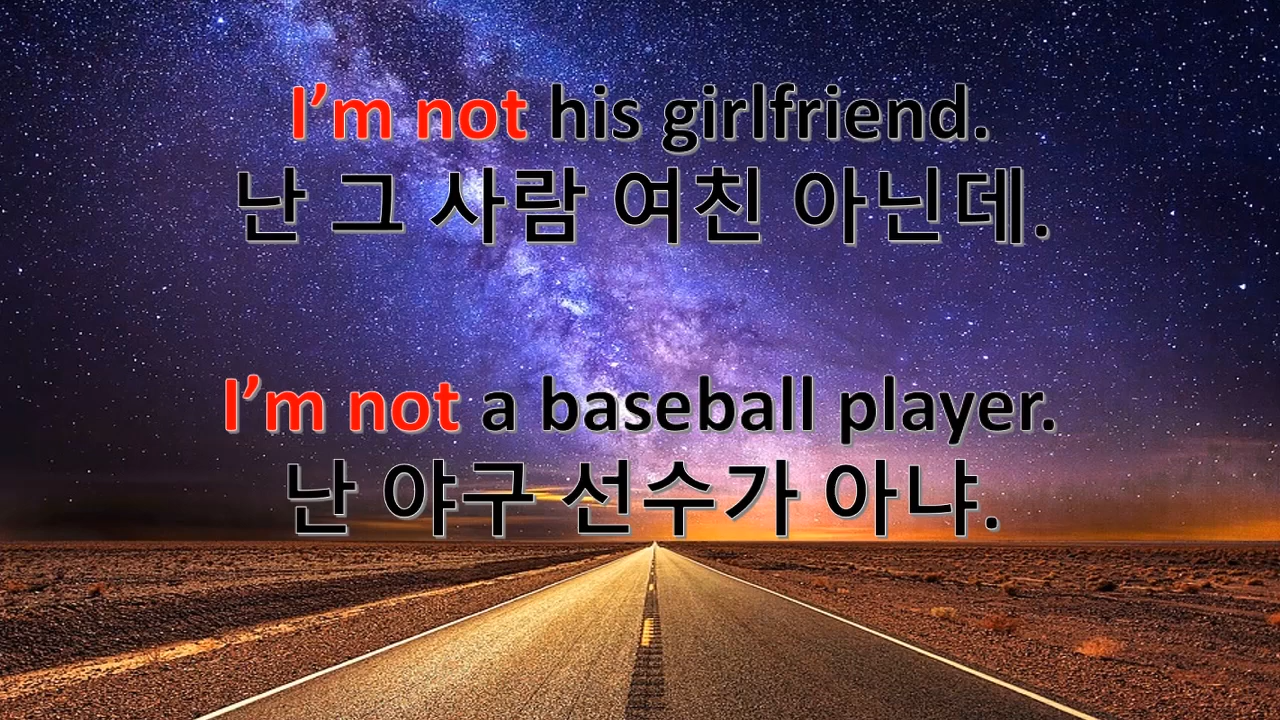 I’m not his girlfriend.
난 그 사람 여친 아닌데.
I’m not a baseball player.
난 야구 선수가 아냐.